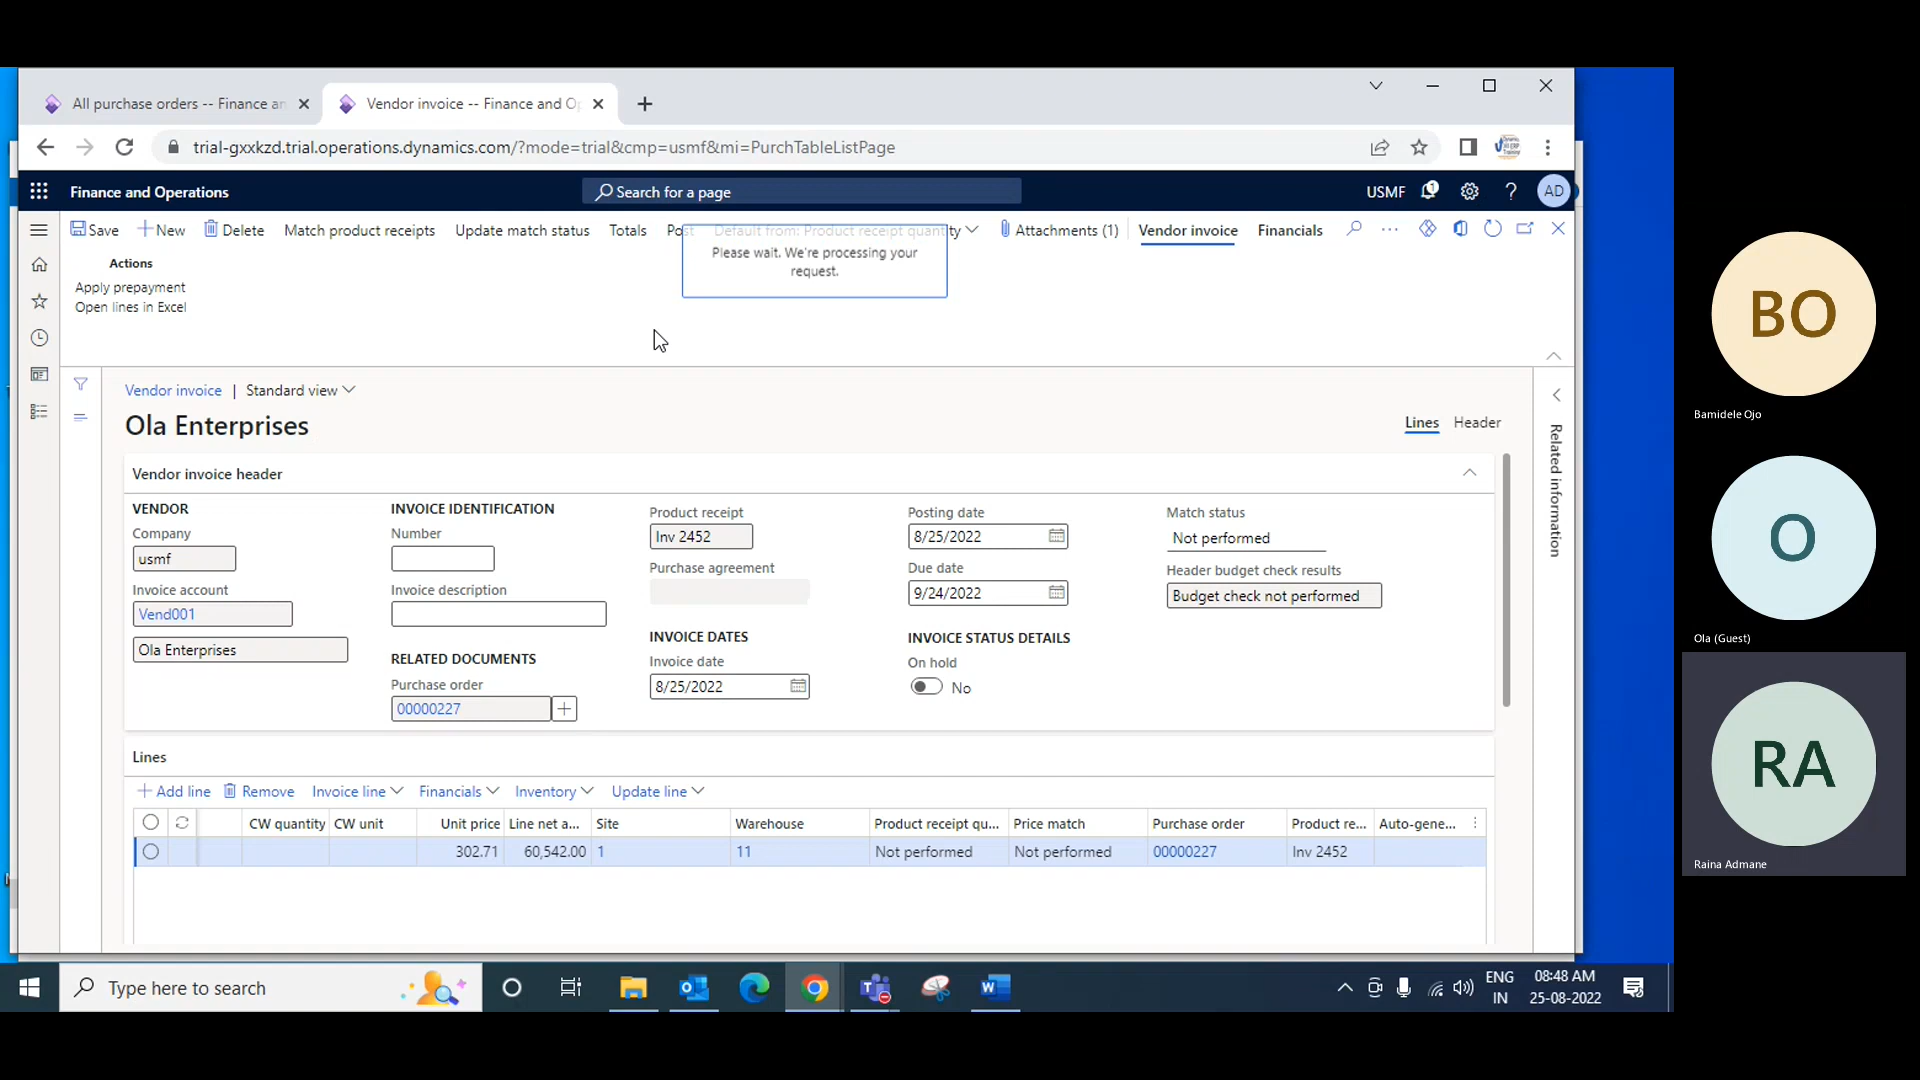 All purchase orders -- Finance an
Vendor invoice -- Finance and Op
trial-gxxkzd.trial.operations.dynamics.com/?mode=trial&cmp=usmf&mi=PurchTableListPage
Finance and Operations
Search for a page
USMF
1
?
AD
Save
New
Delete
Match product receipts
Update match status
Totals
Post
Default from: Product receipt quantity
Attachments (1)
Vendor invoice
Financials
Please wait. We're processing your
request.
Actions
Apply prepayment
Open lines in Excel
Vendor invoice | Standard view
Ola Enterprises
Lines
Header
Related information
Vendor invoice header
VENDOR
Company
usmf
Invoice account
Vend001
Ola Enterprises
INVOICE IDENTIFICATION
Number
Invoice description
RELATED DOCUMENTS
Purchase order
00000227
Product receipt
Inv 2452
Purchase agreement
INVOICE DATES
Invoice date
8/25/2022
Posting date
8/25/2022
Due date
9/24/2022
INVOICE STATUS DETAILS
On hold
No
Match status
Not performed
Header budget check results
Budget check not performed
Lines
Add line
Remove
Invoice line
Financials
Inventory
Update line
CW quantity CW unit Unit price Line net a... Site Warehouse Product receipt qu... Price match Purchase order Product re... Auto-gene...
302.71 60,542.00 1 11 Not performed Not performed 00000227 Inv 2452
Type here to search
ENG
IN
08:48 AM
25-08-2022
BO
Bamidele Ojo
O
Ola (Guest)
RA
Raina Admane